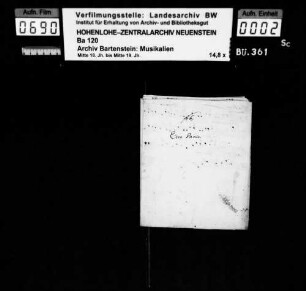 Aufn. Film
0690
Verfilmungsstelle: Landesarchiv BW
Institut für Erhaltung von Archiv- und Bibliotheksgut
HOHENLOHE-ZENTRALARCHIV NEUENSTEIN
Ba 120
Archiv Bartenstein: Musikalien
Mitte 18. Jh. bis Mitte 19. Jh.
14,8 x
Aufn. Einheit
0002
Sc
BÜ. 361